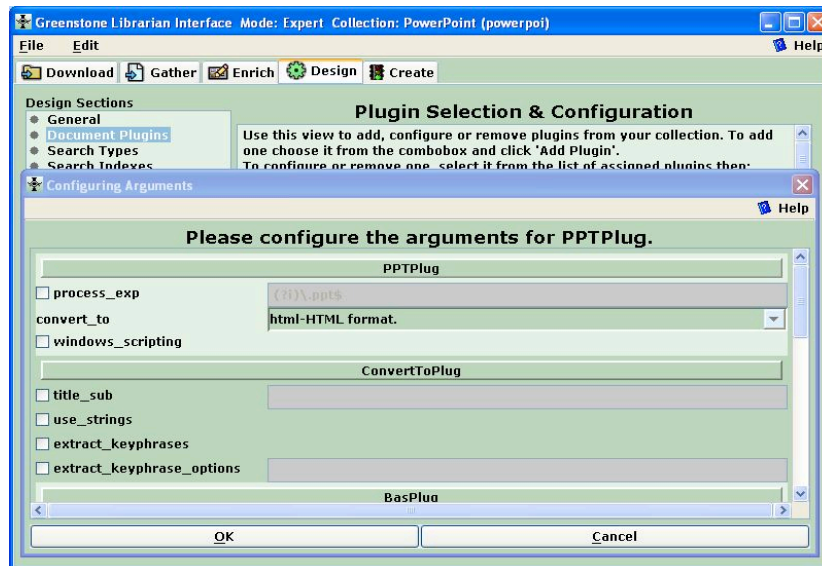 Greenstone Librarian Interface  Mode: Expert  Collection: PowerPoint (powerpoi)
File Edit Help
Download Gather Enrich Design Create
Design Sections
General
Document Plugins
Search Types
Search Indexes
Plugin Selection & Configuration
Use this view to add, configure or remove plugins from your collection. To add
one choose it from the combobox and click 'Add Plugin'.
To configure or remove one, select it from the list of assigned plugins then:
Configuring Arguments
Help
Please configure the arguments for PPTPlug.
PPTPlug
process_exp (?i)\.ppt$
convert_to html-HTML format.
windows_scripting
ConvertToPlug
title_sub
use_strings
extract_keyphrases
extract_keyphrase_options
BasPlug
OK Cancel